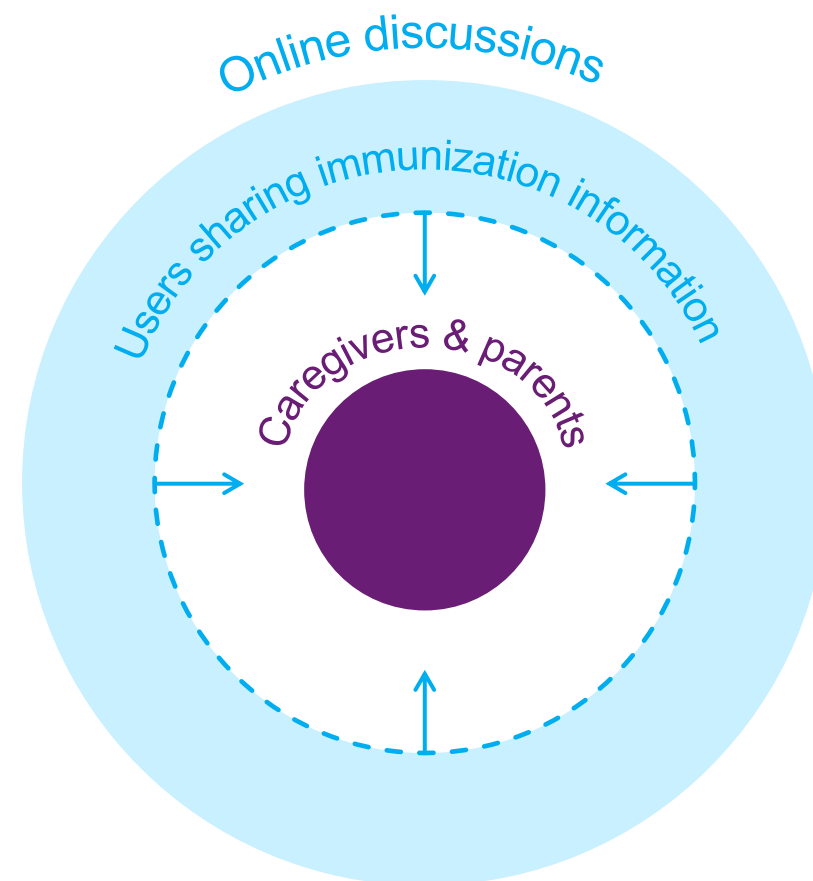 Online discussions
Users sharing immunization information
Caregivers & parents